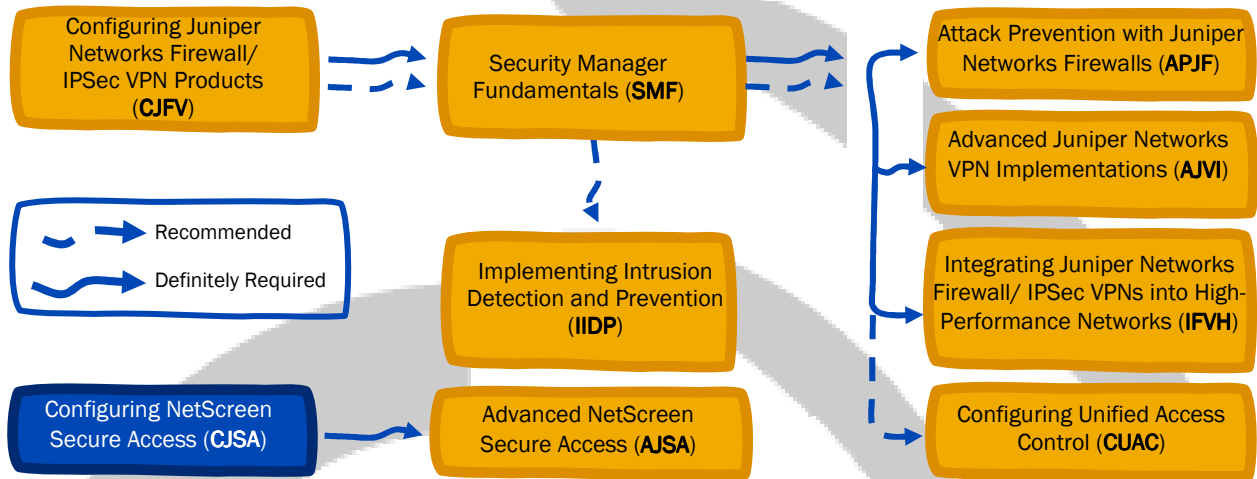 Configuring Juniper
Networks Firewall/
IPSec VPN Products
(CJFV)
Security Manager
Fundamentals (SMF)
Attack Prevention with Juniper
Networks Firewalls (APJF)
Advanced Juniper Networks
VPN Implementations (AJVI)
Recommended
Definitely Required
Implementing Intrusion
Detection and Prevention
(IIDP)
Integrating Juniper Networks
Firewall/ IPSec VPNs into High-
Performance Networks (IFVH)
Configuring NetScreen
Secure Access (CJSA)
Advanced NetScreen
Secure Access (AJSA)
Configuring Unified Access
Control (CUAC)